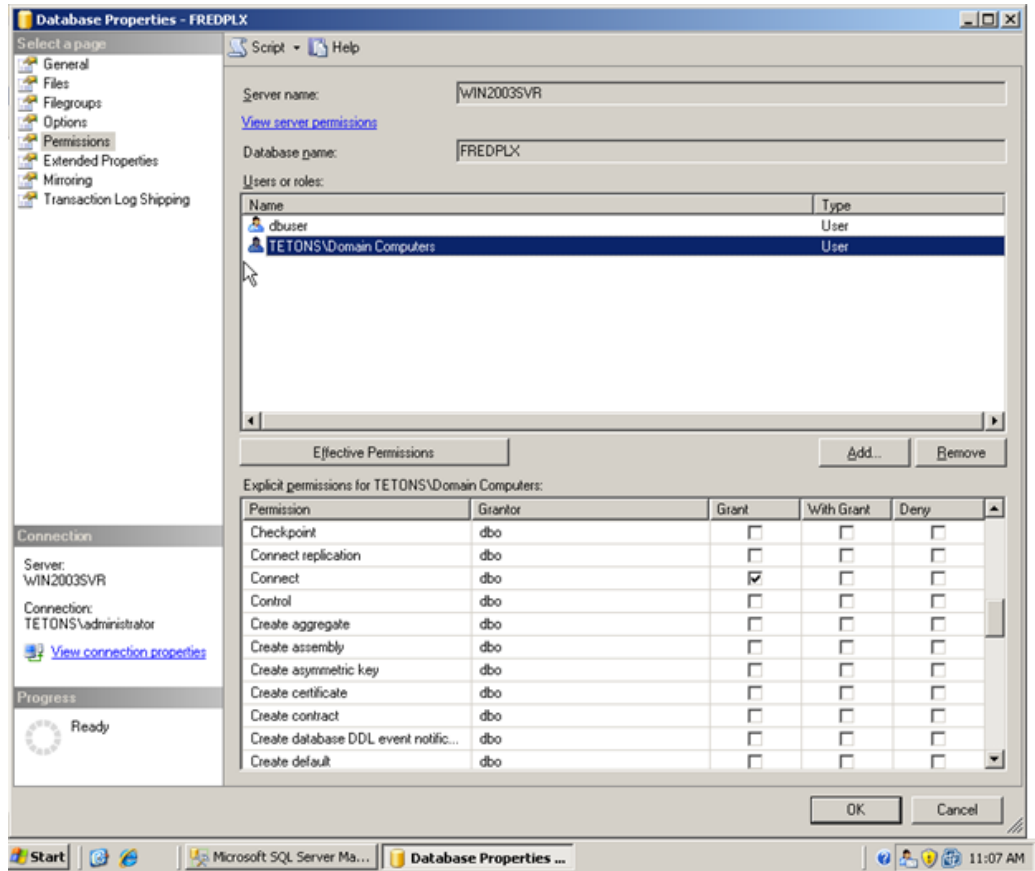 Database Properties - FREDPLX
Select a page
General
Files
Filegroups
Options
Permissions
Extended Properties
Mirroring
Transaction Log Shipping
Script Help
Server name: WIN2003SVR
View server permissions
Database name: FREDPLX
Users or roles:
Name Type
dbuser User
TETONS\Domain Computers User
Effective Permissions Add... Remove
Explicit permissions for TETONS\Domain Computers:
Permission Grantor Grant With Grant Deny
Checkpoint dbo
Connect replication dbo
Connect dbo
Control dbo
Create aggregate dbo
Create assembly dbo
Create asymmetric key dbo
Create certificate dbo
Create contract dbo
Create database DDL event notific... dbo
Create default dbo
Connection
Server:
WIN2003SVR
Connection:
TETONS\administrator
View connection properties
Progress
Ready
OK Cancel
Start Microsoft SQL Server Ma... Database Properties ... 11:07 AM